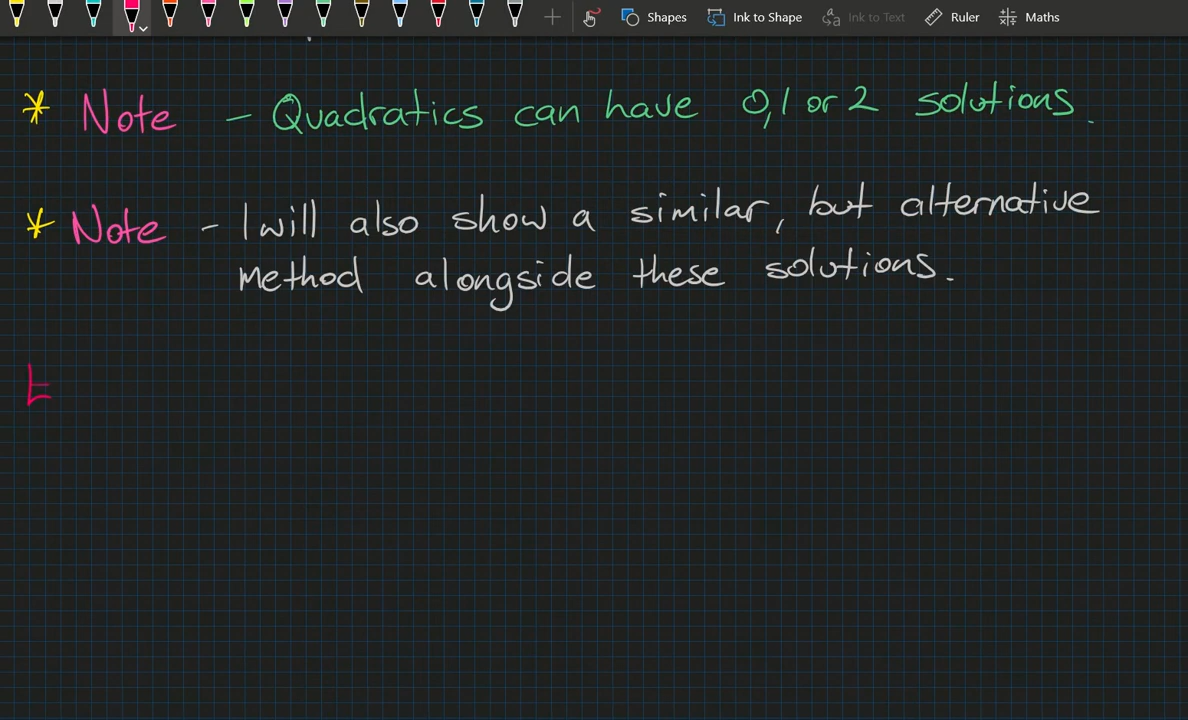 Shapes Ink to Shape Ink to Text Ruler Maths
* Note - Quadratics can have 0,1 or 2 solutions.
* Note - I will also show a similar, but alternative
method alongside these solutions.
E